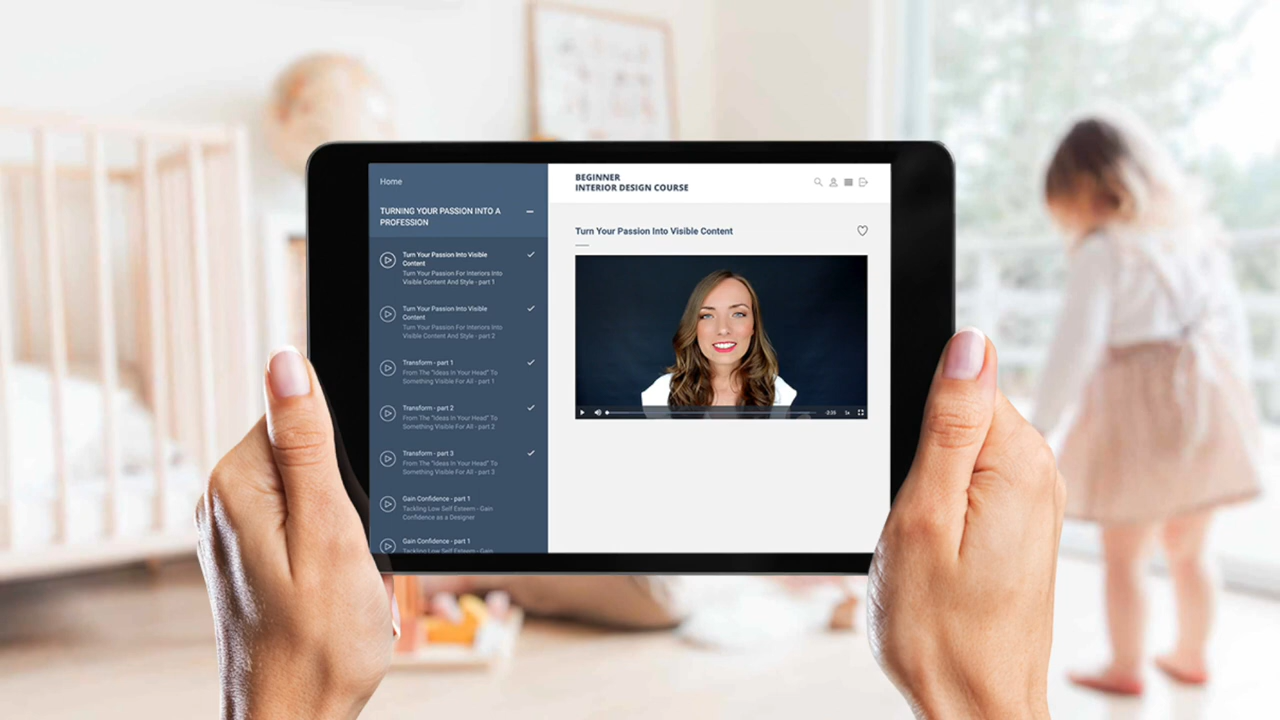 Home
TURNING YOUR PASSION INTO A
PROFESSION
Turn Your Passion Into Visible
Content
Turn Your Passion For Interiors Into
Visible Content And Style - part 1
Turn Your Passion Into Visible
Content
Turn Your Passion For Interiors Into
Visible Content And Style - part 2
Transform - part 1
From The "Ideas In Your Head" To
Something Visible For All - part 1
Transform - part 2
From The "Ideas In Your Head" To
Something Visible For All - part 2
Transform - part 3
From The "Ideas In Your Head" To
Something Visible For All - part 3
Gain Confidence - part 1
Tackling Low Self Esteem - Gain
Confidence as a Designer
Gain Confidence - part 1
Tackling Low Self Esteem - Gain
BEGINNER
INTERIOR DESIGN COURSE
Turn Your Passion Into Visible Content
1x